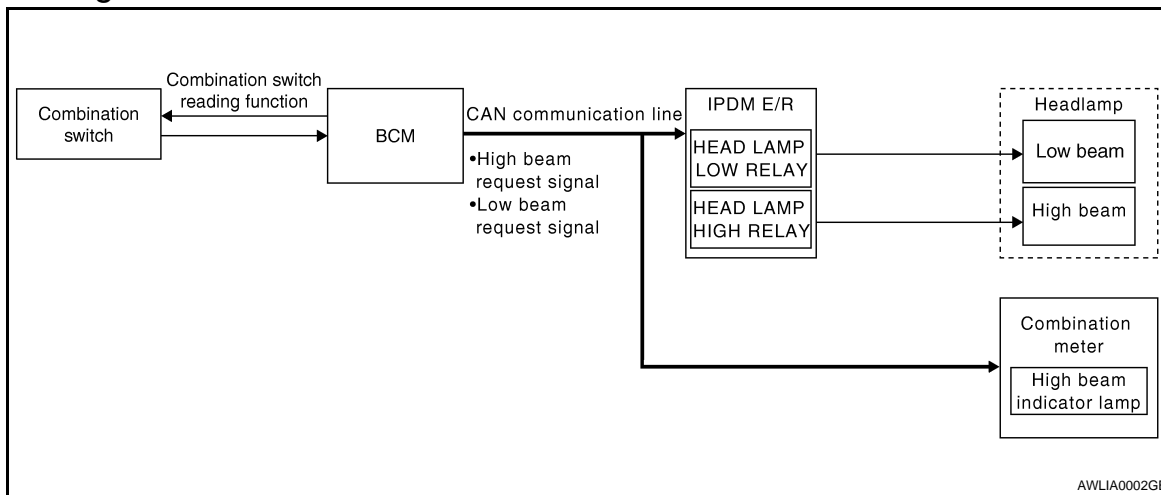 Combination
switch
Combination switch
reading function
BCM
CAN communication line
•High beam
request signal
•Low beam
request signal
IPDM E/R
HEAD LAMP
LOW RELAY
HEAD LAMP
HIGH RELAY
Headlamp
Low beam
High beam
Combination
meter
High beam
indicator lamp